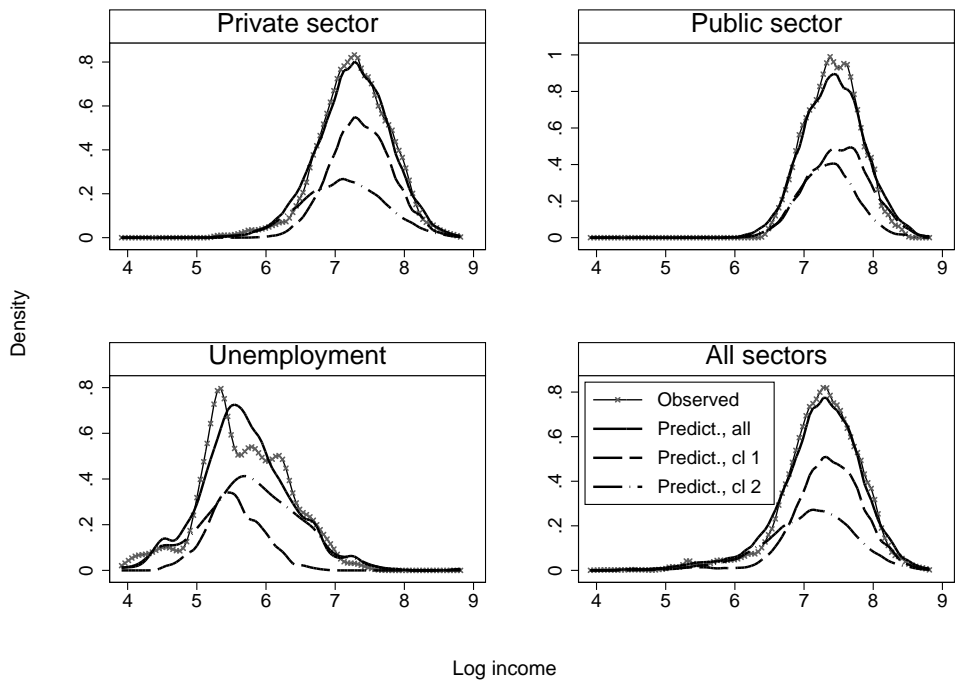 Private sector
0 .2 .4 .6 .8
4 5 6 7 8 9
Public sector
0 .2 .4 .6 .8 1
4 5 6 7 8 9
Density
Unemployment
0 .2 .4 .6 .8
4 5 6 7 8 9
All sectors
0 .2 .4 .6 .8
Observed
Predict., all
Predict., cl 1
Predict., cl 2
4 5 6 7 8 9
Log income